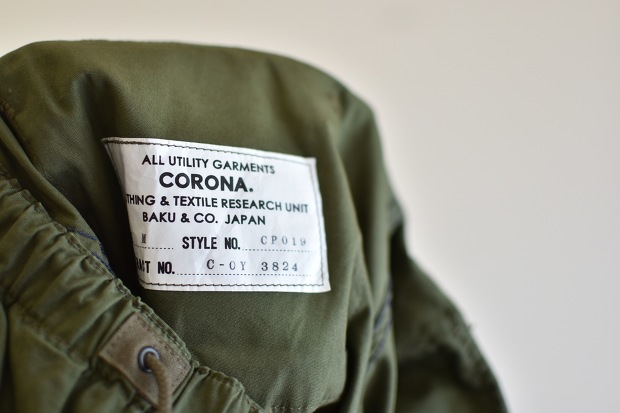 ALL UTILITY GARMENTS
CORONA.
THING & TEXTILE RESEARCH UNIT
BAKU & CO. JAPAN
M STYLE NO. CP019
NO. C-OY 3824